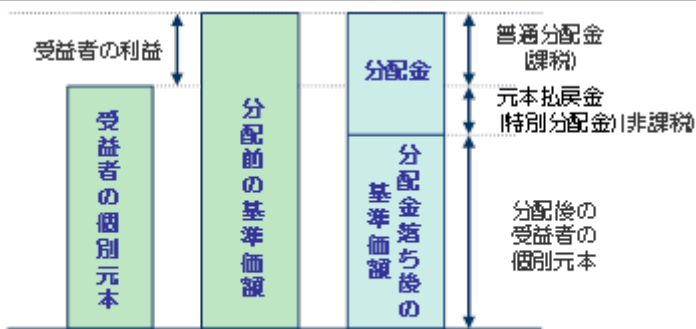 受益者の利益
受益者の個別元本
分配前の基準価額
分配金
分配金落ち後の
基準価額
普通分配金
(課税)
元本払戻金
(特別分配金)(非課税)
分配後の
受益者の
個別元本